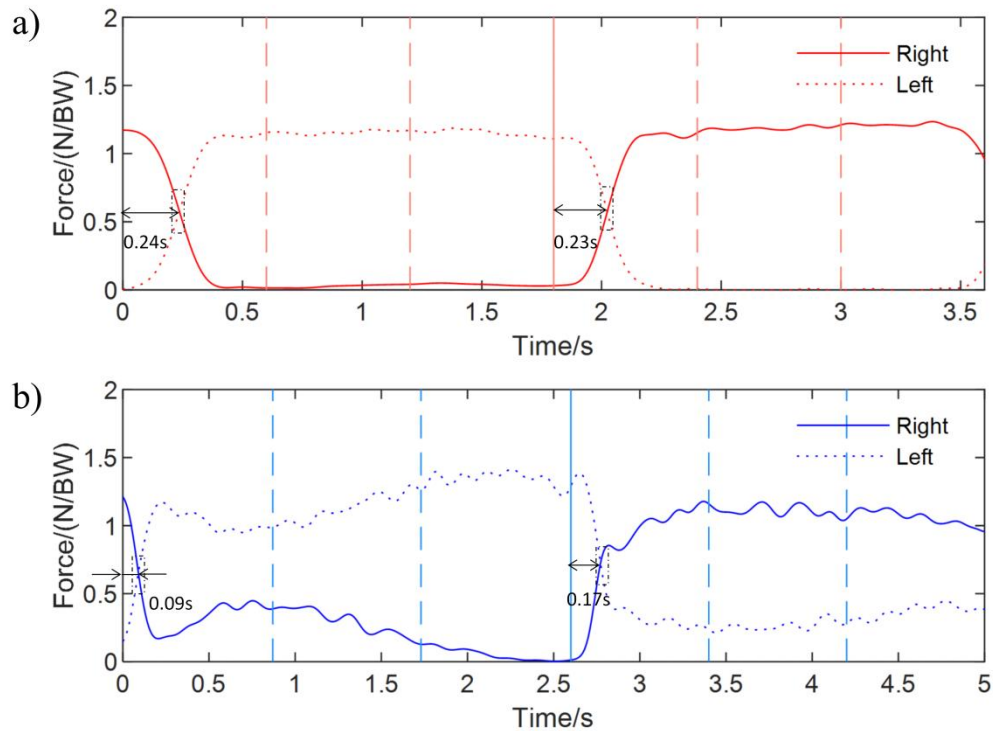 a)
Force/(N/BW)
2
1.5
1
0.5
0
Right
Left
0.24s
0.23s
0 0.5 1 1.5 2 2.5 3 3.5
Time/s
b)
Force/(N/BW)
2
1.5
1
0.5
0
Right
Left
0.09s
0.17s
0 0.5 1 1.5 2 2.5 3 3.5 4 4.5 5
Time/s